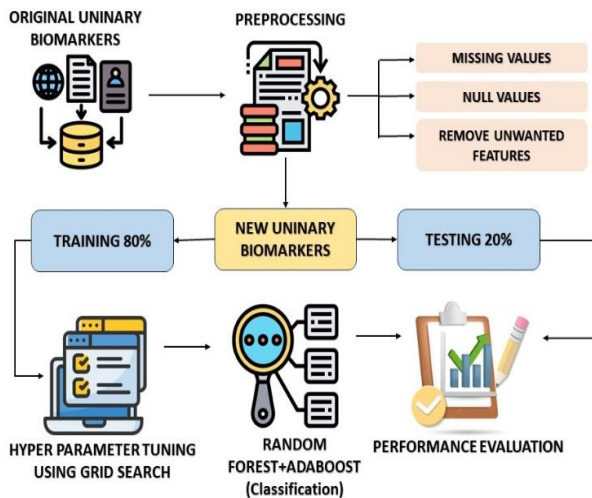 ORIGINAL UNINARY
BIOMARKERS
PREPROCESSING
MISSING VALUES
NULL VALUES
REMOVE UNWANTED
FEATURES
TRAINING 80%
NEW UNINARY
BIOMARKERS
TESTING 20%
HYPER PARAMETER TUNING
USING GRID SEARCH
RANDOM
FOREST+ADABOOST
(Classification)
PERFORMANCE EVALUATION